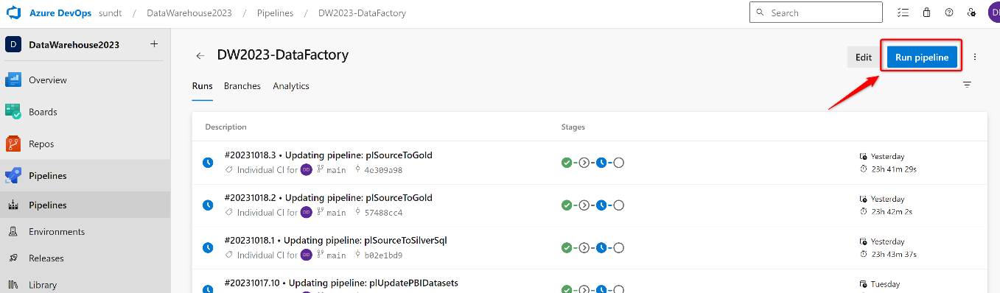 Azure DevOps sundt / DataWarehouse2023 / Pipelines / DW2023-DataFactory Search
D DataWarehouse2023 +
DW2023-DataFactory Edit Run pipeline
Overview
Runs Branches Analytics
Boards
Description Stages
Repos
#20231018.3 • Updating pipeline: plSourceToGold Yesterday
Individual CI for DD main 4e309a98 23h 41m 29s
Pipelines
#20231018.2 • Updating pipeline: plSourceToGold Yesterday
Pipelines
Individual CI for DD main 57488cc4 23h 42m 2s
Environments
#20231018.1 • Updating pipeline: plSourceToSilverSql Yesterday
Individual CI for DD main b02e1bd9 23h 43m 37s
Releases
#20231017.10 • Updating pipeline: plUpdatePBIDatasets Tuesday
Library